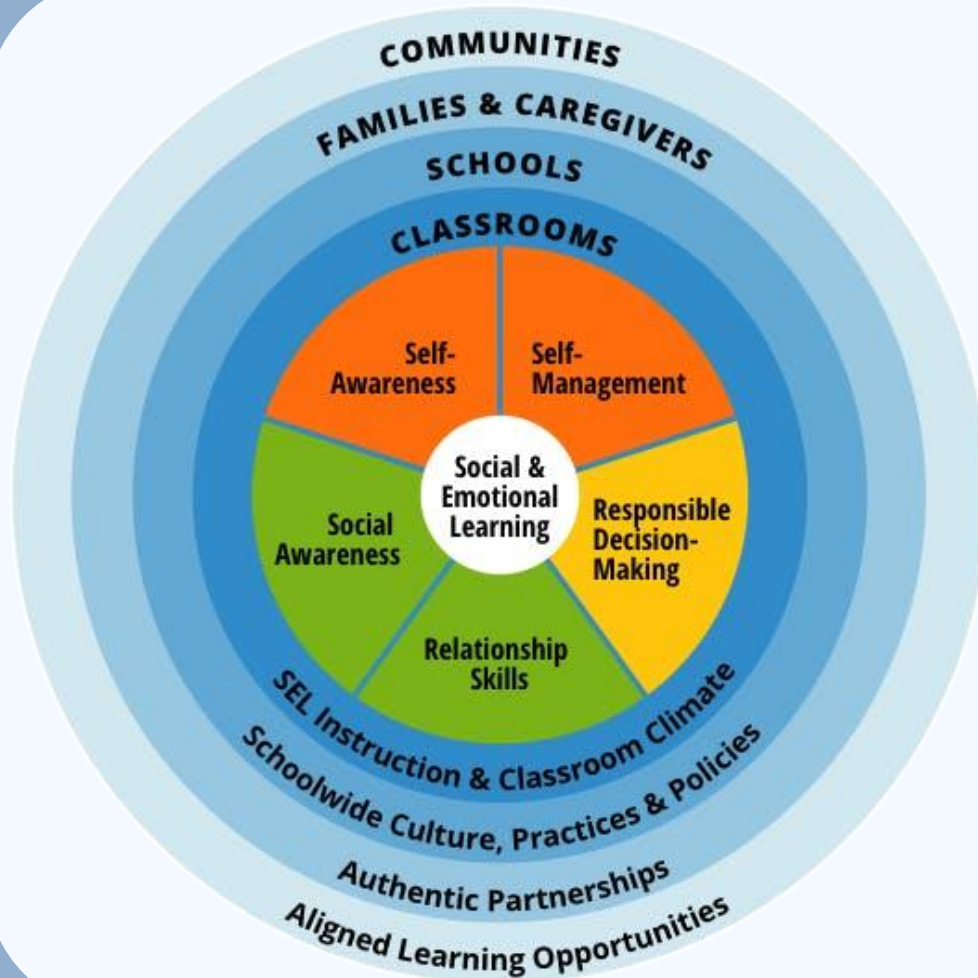 COMMUNITIES
FAMILIES & CAREGIVERS
SCHOOLS
CLASSROOMS
Self-
Awareness
Self-
Management
Social &
Emotional
Learning
Social
Awareness
Responsible
Decision-
Making
Relationship
Skills
SEL Instruction & Classroom Climate
Schoolwide Culture, Practices & Policies
Authentic Partnerships
Aligned Learning Opportunities